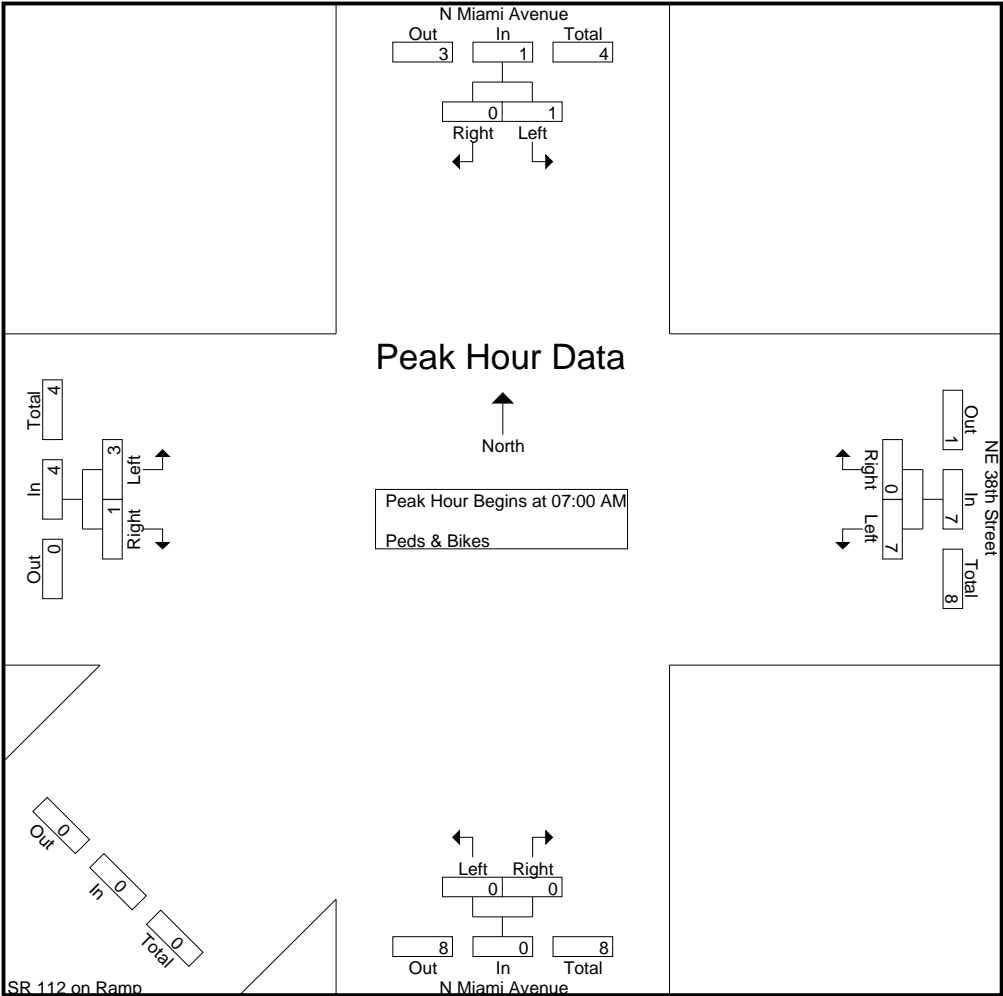 N Miami Avenue
Out In Total
3 1 4
0 1
Right Left
Peak Hour Data
North
Peak Hour Begins at 07:00 AM
Peds & Bikes
Total 4
In 4
Out 0
Left 3
Right 1
NE 38th Street
Out 1
In 7
Total 8
Right 0
Left 7
Out 0
In 0
Total 0
SR 112 on Ramp
Left Right
0 0
8 0 8
Out In Total
N Miami Avenue